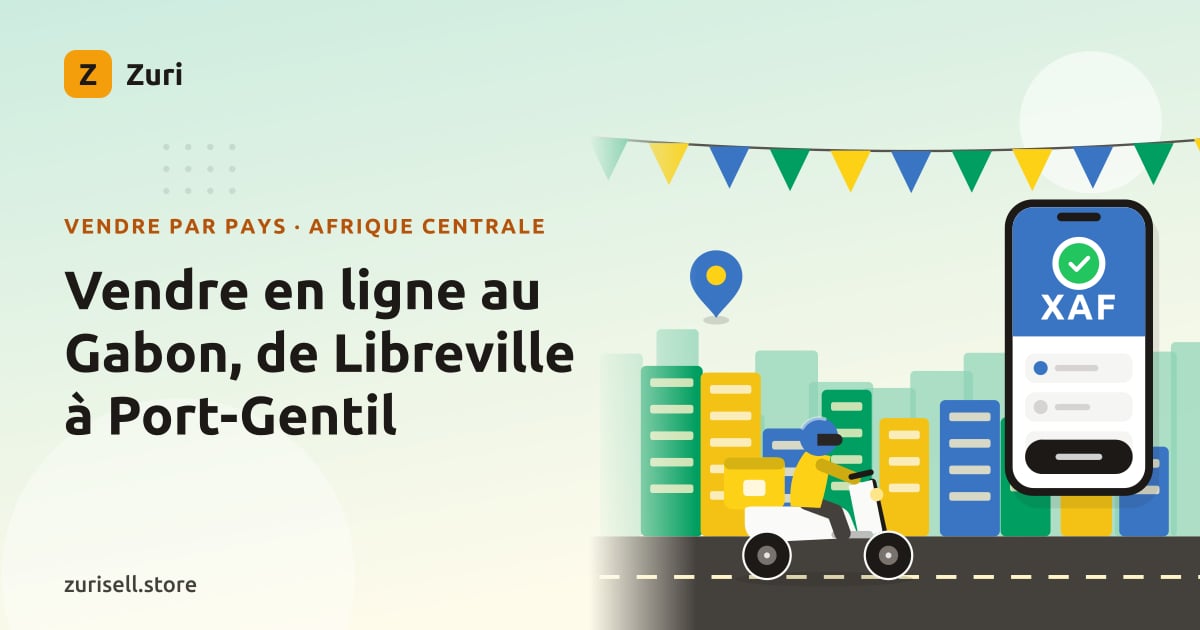 Z Zuri
VENDRE PAR PAYS · AFRIQUE CENTRALE
Vendre en ligne au
Gabon, de Libreville
à Port-Gentil
XAF
zurisell.store